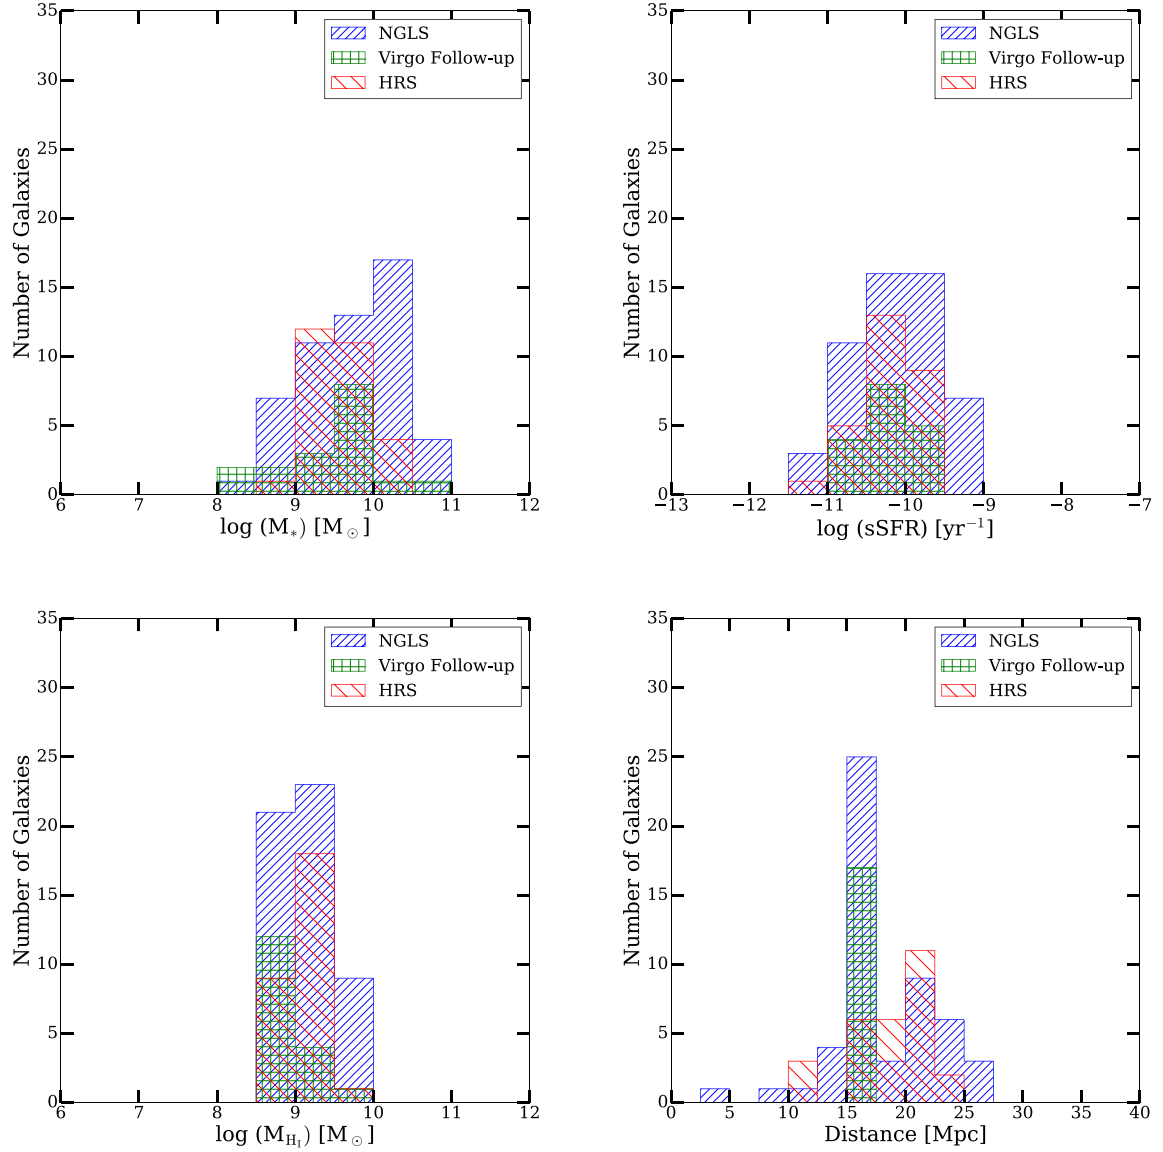 35
30
25
20
15
10
5
0
Number of Galaxies
NGLS
Virgo Follow-up
HRS
6 7 8 9 10 11 12
log (M∗) [M⊙]
35
30
25
20
15
10
5
0
Number of Galaxies
NGLS
Virgo Follow-up
HRS
−13 −12 −11 −10 −9 −8 −7
log (sSFR) [yr⁻¹]
35
30
25
20
15
10
5
0
Number of Galaxies
NGLS
Virgo Follow-up
HRS
6 7 8 9 10 11 12
log (M_H_I) [M⊙]
35
30
25
20
15
10
5
0
Number of Galaxies
NGLS
Virgo Follow-up
HRS
0 5 10 15 20 25 30 35 40
Distance [Mpc]